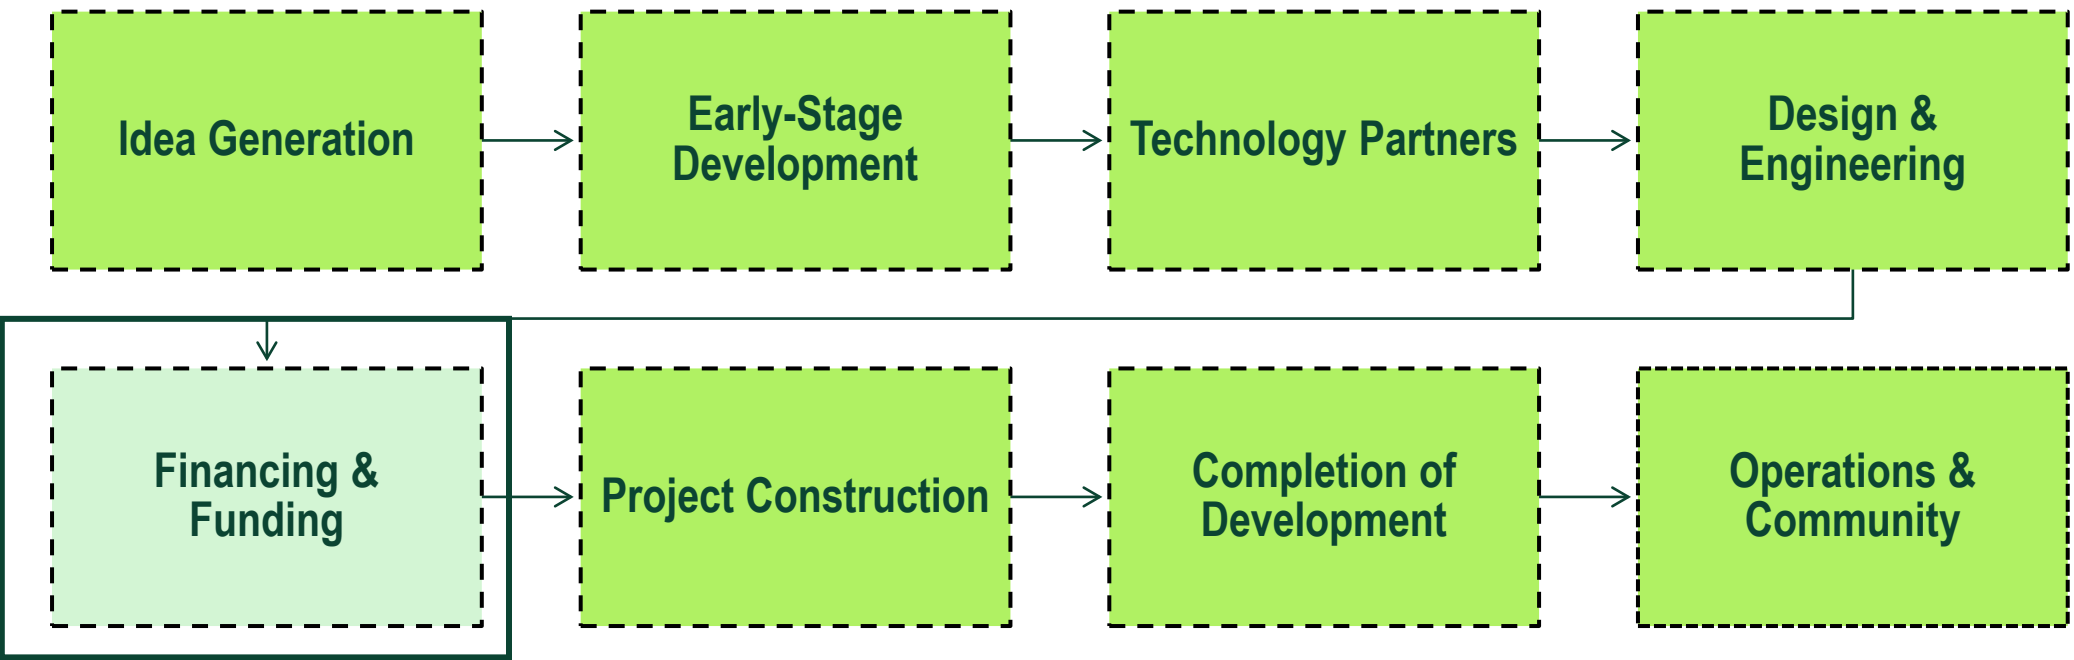 Idea Generation
Early-Stage
Development
Technology Partners
Design &
Engineering
Financing &
Funding
Project Construction
Completion of
Development
Operations &
Community